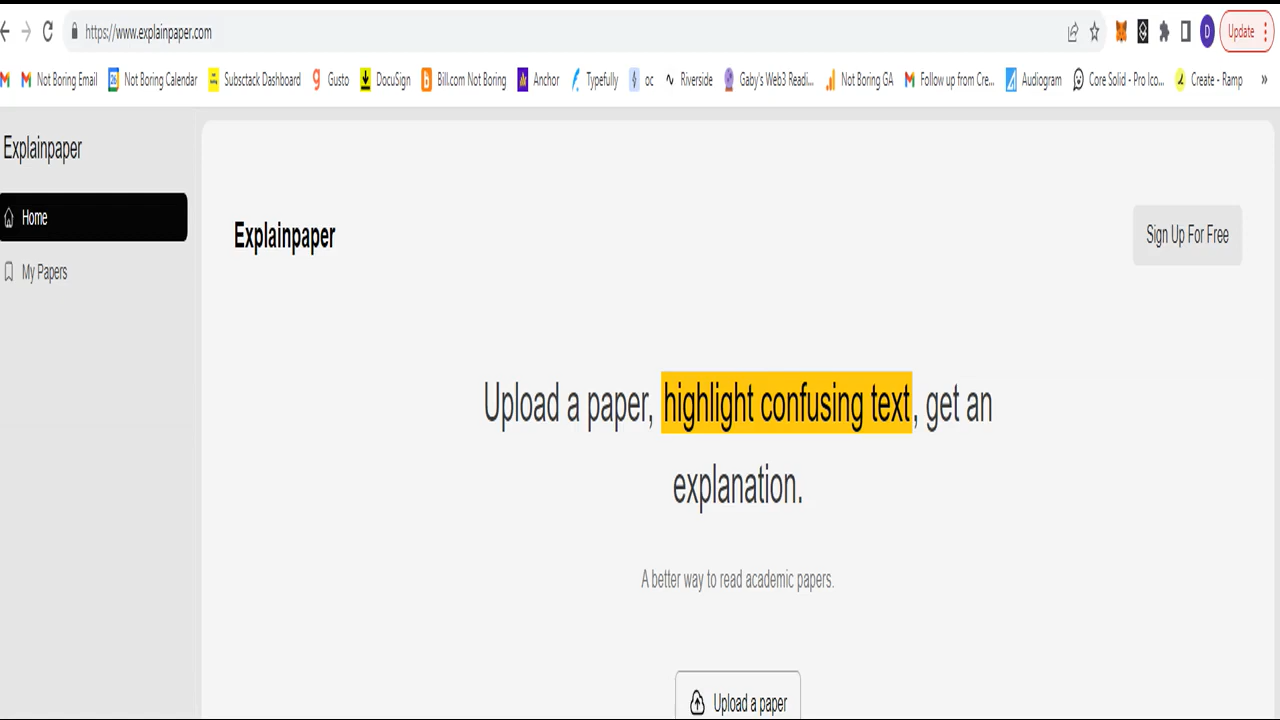 https://www.explainpaper.com
Update
Not Boring Email Not Boring Calendar Substack Dashboard Gusto DocuSign Bill.com Not Boring Anchor Typefully oc Riverside Gaby's Web3 Readi... Not Boring GA Follow up from Cre... Audiogram Core Solid - Pro Ico... Create - Ramp »
Explainpaper
Home
My Papers
Explainpaper
Sign Up For Free
Upload a paper, highlight confusing text, get an
explanation.
A better way to read academic papers.
Upload a paper